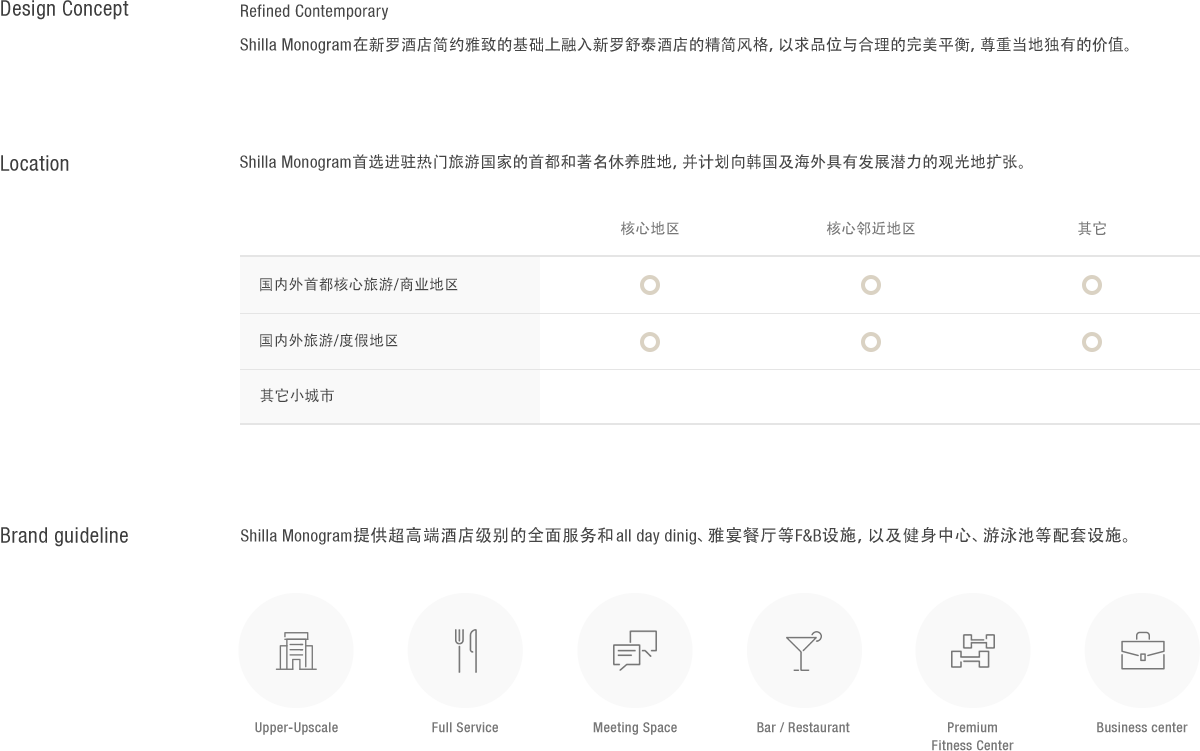 Design Concept
Refined Contemporary
Shilla Monogram在新罗酒店简约雅致的基础上融入新罗舒泰酒店的精简风格, 以求品位与合理的完美平衡, 尊重当地独有的价值。
Location
Shilla Monogram首选进驻热门旅游国家的首都和著名休养胜地, 并计划向韩国及海外具有发展潜力的观光地扩张。
核心地区 核心邻近地区 其它
国内外首都核心旅游/商业地区
国内外旅游/度假地区
其它小城市
Brand guideline
Shilla Monogram提供超高端酒店级别的全面服务和all day dinig、雅宴餐厅等F&B设施, 以及健身中心、游泳池等配套设施。
Upper-Upscale Full Service Meeting Space Bar / Restaurant Premium Business center
Fitness Center